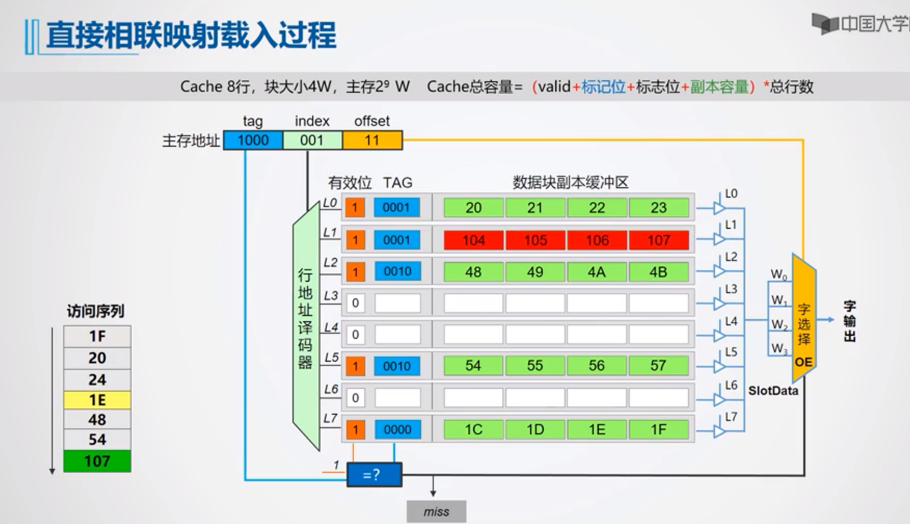 直接相联映射载入过程
中国大学
Cache 8行，块大小4W，主存2⁹ W Cache总容量=（valid+标记位+标志位+副本容量）*总行数
tag index offset
主存地址 1000 001 11
有效位 TAG 数据块副本缓冲区
L0 1 0001 20 21 22 23 L0
L1 1 0001 104 105 106 107 L1
L2 1 0010 48 49 4A 4B L2
L3 0 L3
L4 0 L4
L5 1 0010 54 55 56 57 L5
L6 0 L6
L7 1 0000 1C 1D 1E 1F L7
行地址译码器
W0
W1
W2
W3
字选择
OE
字输出
SlotData
访问序列
1F
20
24
1E
48
54
107
1
=?
miss